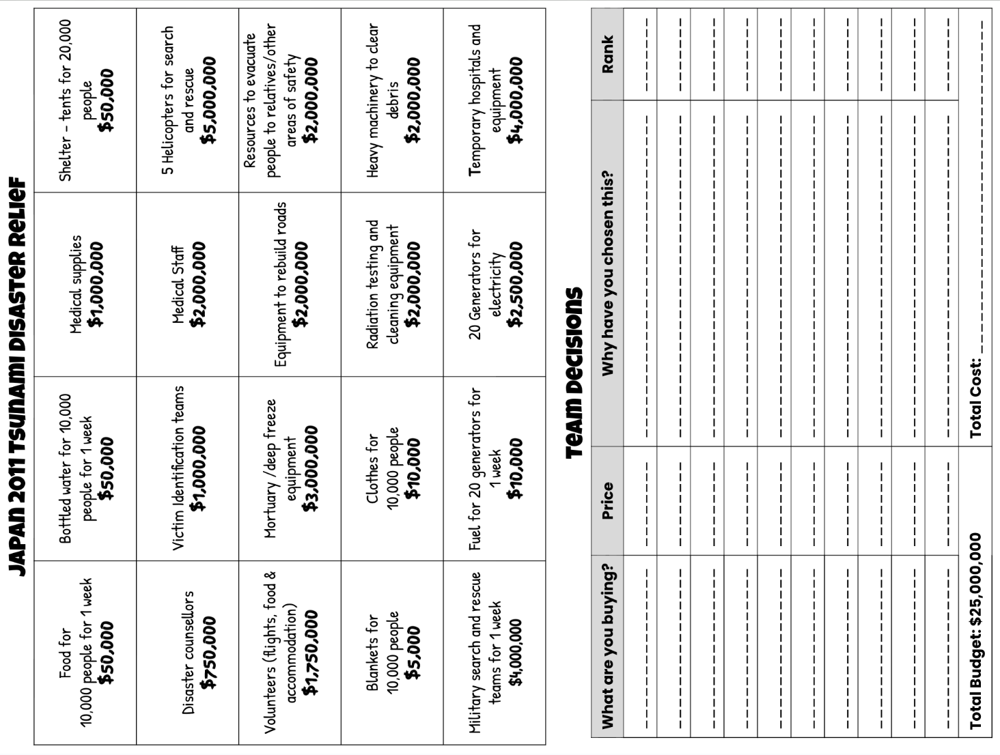 JAPAN 2011 TSUNAMI DISASTER RELIEF
Food for
10,000 people for 1 week
$50,000
Bottled water for 10,000
people for 1 week
$50,000
Medical supplies
$1,000,000
Shelter – tents for 20,000
people
$50,000
Disaster counsellors
$750,000
Victim Identification teams
$1,000,000
Medical Staff
$2,000,000
5 Helicopters for search
and rescue
$5,000,000
Volunteers (flights, food &
accommodation)
$1,750,000
Mortuary /deep freeze
equipment
$3,000,000
Equipment to rebuild roads
$2,000,000
Resources to evacuate
people to relatives/other
areas of safety
$2,000,000
Blankets for
10,000 people
$5,000
Clothes for
10,000 people
$10,000
Radiation testing and
cleaning equipment
$2,000,000
Heavy machinery to clear
debris
$2,000,000
Military search and rescue
teams for 1 week
$4,000,000
Fuel for 20 generators for
1 week
$10,000
20 Generators for
electricity
$2,500,000
Temporary hospitals and
equipment
$4,000,000
TEAM DECISIONS
What are you buying?
Price
Why have you chosen this?
Rank
Total Budget: $25,000,000
Total Cost: